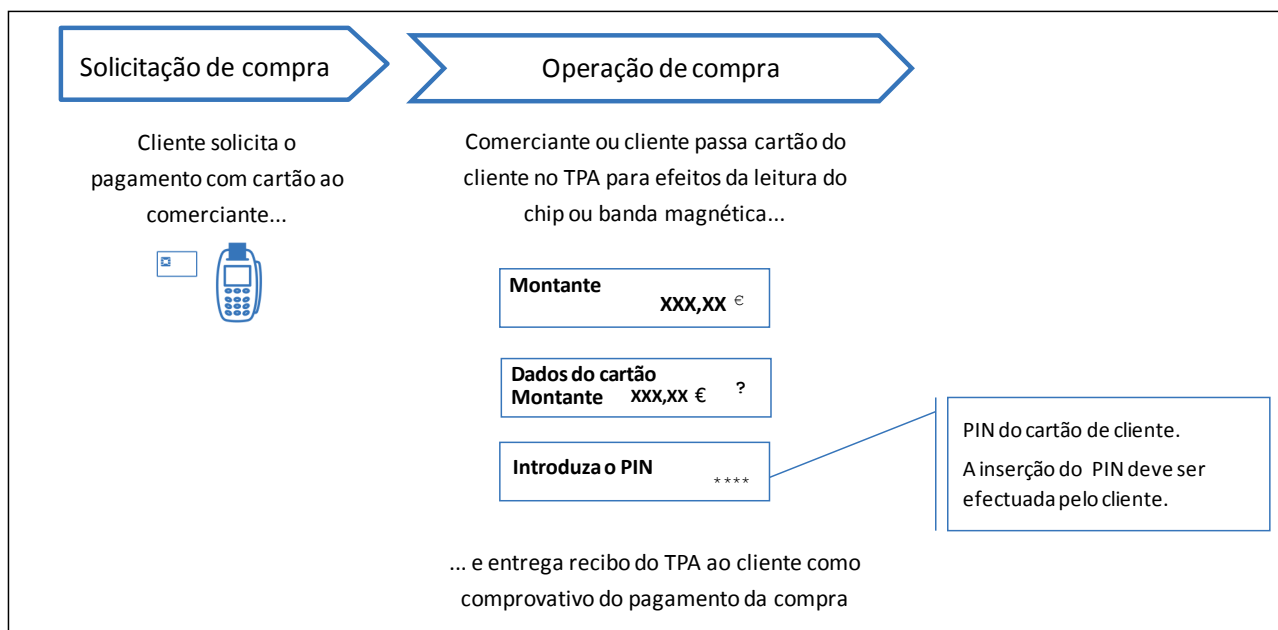 Solicitação de compra
Operação de compra
Cliente solicita o
pagamento com cartão ao
comerciante...
Comerciante ou cliente passa cartão do
cliente no TPA para efeitos da leitura do
chip ou banda magnética...
Montante
XXX,XX €
Dados do cartão
Montante XXX,XX € ?
Introduza o PIN
****
PIN do cartão de cliente.
A inserção do PIN deve ser
efectuada pelo cliente.
... e entrega recibo do TPA ao cliente como
comprovativo do pagamento da compra